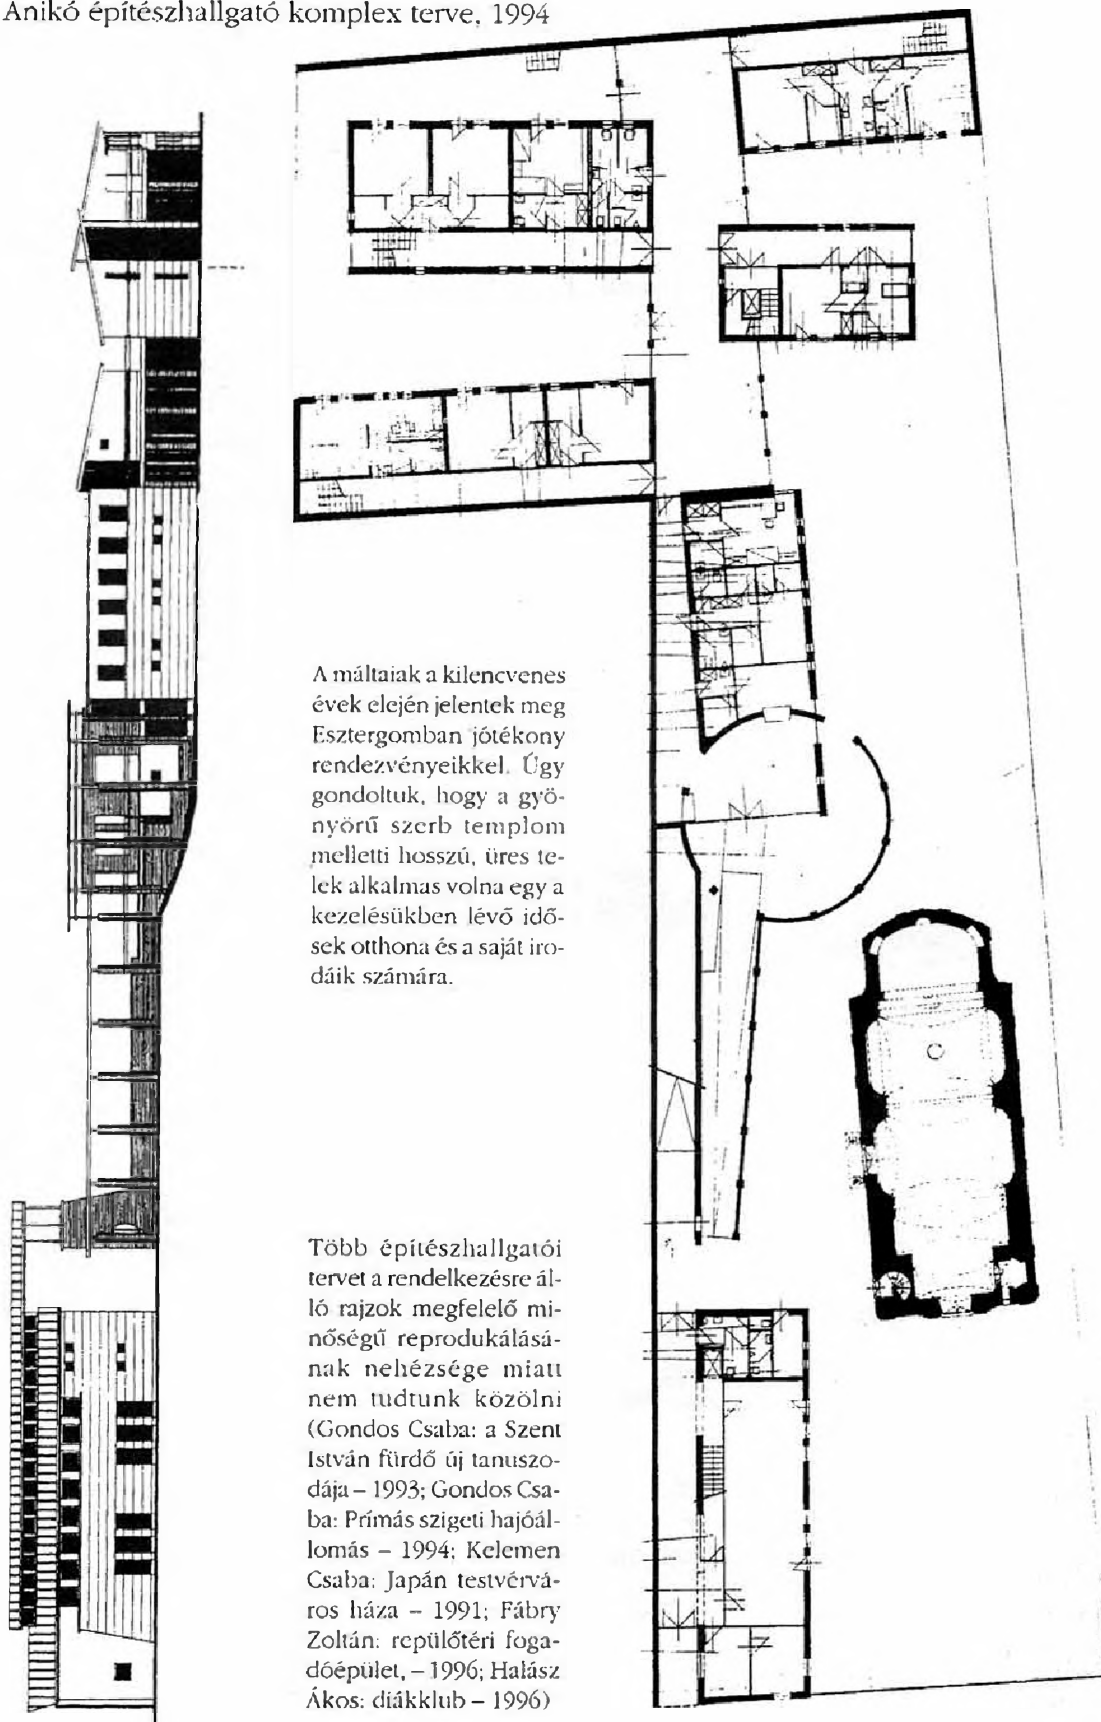 Anikó építészhallgató komplex terve, 1994
A máltaiak a kilencvenes
évek elején jelentek meg
Esztergomban jótékony
rendezvényeikkel. Úgy
gondoltuk, hogy a gyö-
nyörű szerb templom
melletti hosszú, üres te-
lek alkalmas volna egy a
kezelésükben lévő idő-
sek otthona és a saját iro-
dáik számára.
Több építészhallgatói
tervet a rendelkezésre ál-
ló rajzok megfelelő mi-
nőségű reprodukálásá-
nak nehézsége miatt
nem tudtunk közölni
(Gondos Csaba: a Szent
István fürdő új tanuszo-
dája – 1993; Gondos Csa-
ba: Prímás szigeti hajóál-
lomás – 1994; Kelemen
Csaba: Japán testvérvá-
ros háza – 1991; Fábry
Zoltán: repülőtéri foga-
dóépület, – 1996; Halász
Ákos: diákklub – 1996)